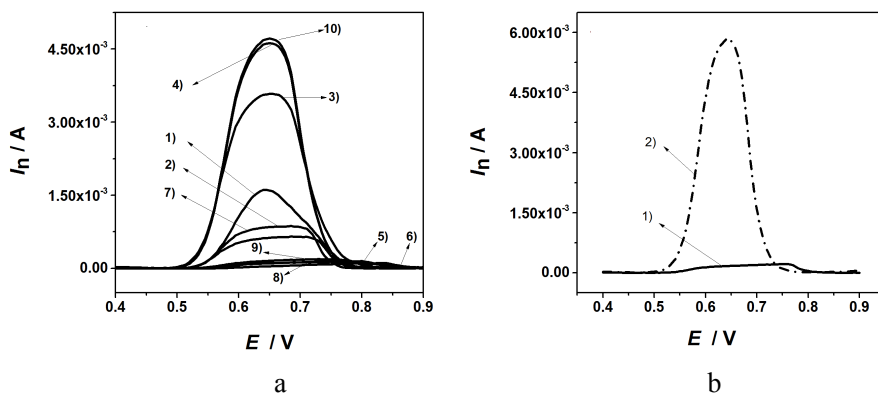 4.50x10⁻³
3.00x10⁻³
1.50x10⁻³
0.00
Iₙ / A
10)
4)
3)
1)
2)
7)
9)
5)
6)
8)
0.4 0.5 0.6 0.7 0.8 0.9
E / V
a
6.00x10⁻³
4.50x10⁻³
3.00x10⁻³
1.50x10⁻³
0.00
Iₙ / A
2)
1)
0.4 0.5 0.6 0.7 0.8 0.9
E / V
b